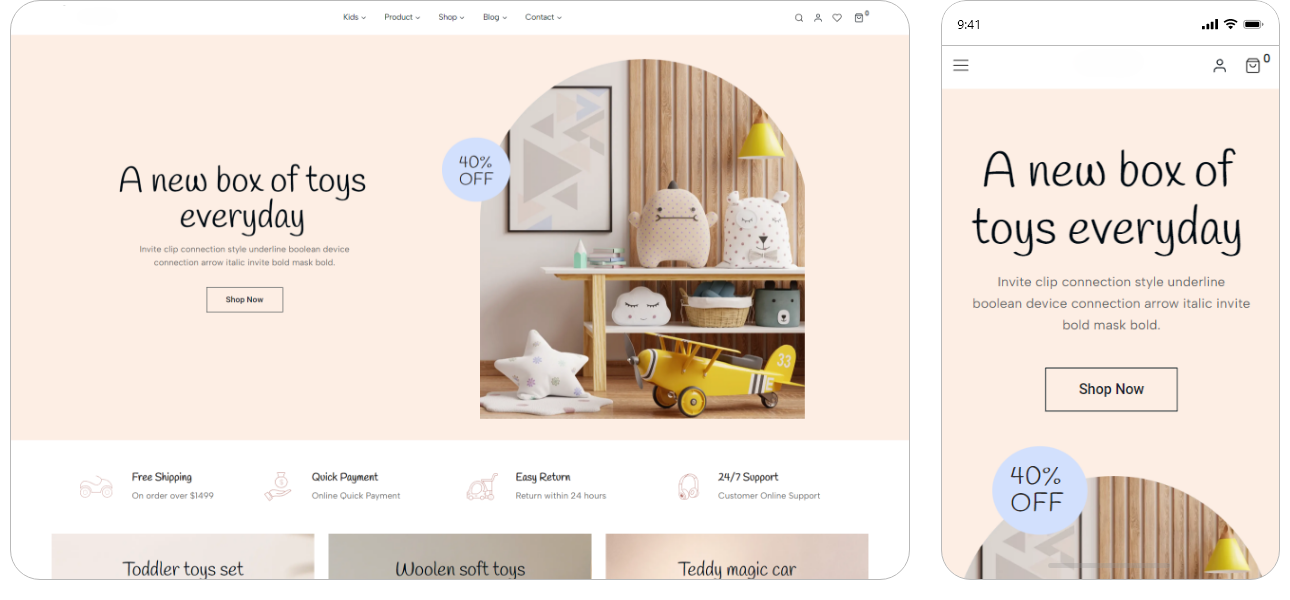 Kids Product Shop Blog Contact
0
A new box of toys
everyday
Invite clip connection style underline boolean device
connection arrow italic invite bold mask bold.
Shop Now
40%
OFF
33
Free Shipping
On order over $1499
Quick Payment
Online Quick Payment
Easy Return
Return within 24 hours
24/7 Support
Customer Online Support
Toddler toys set
Woolen soft toys
Teddy magic car
9:41
0
A new box of
toys everyday
Invite clip connection style underline
boolean device connection arrow italic invite
bold mask bold.
Shop Now
40%
OFF